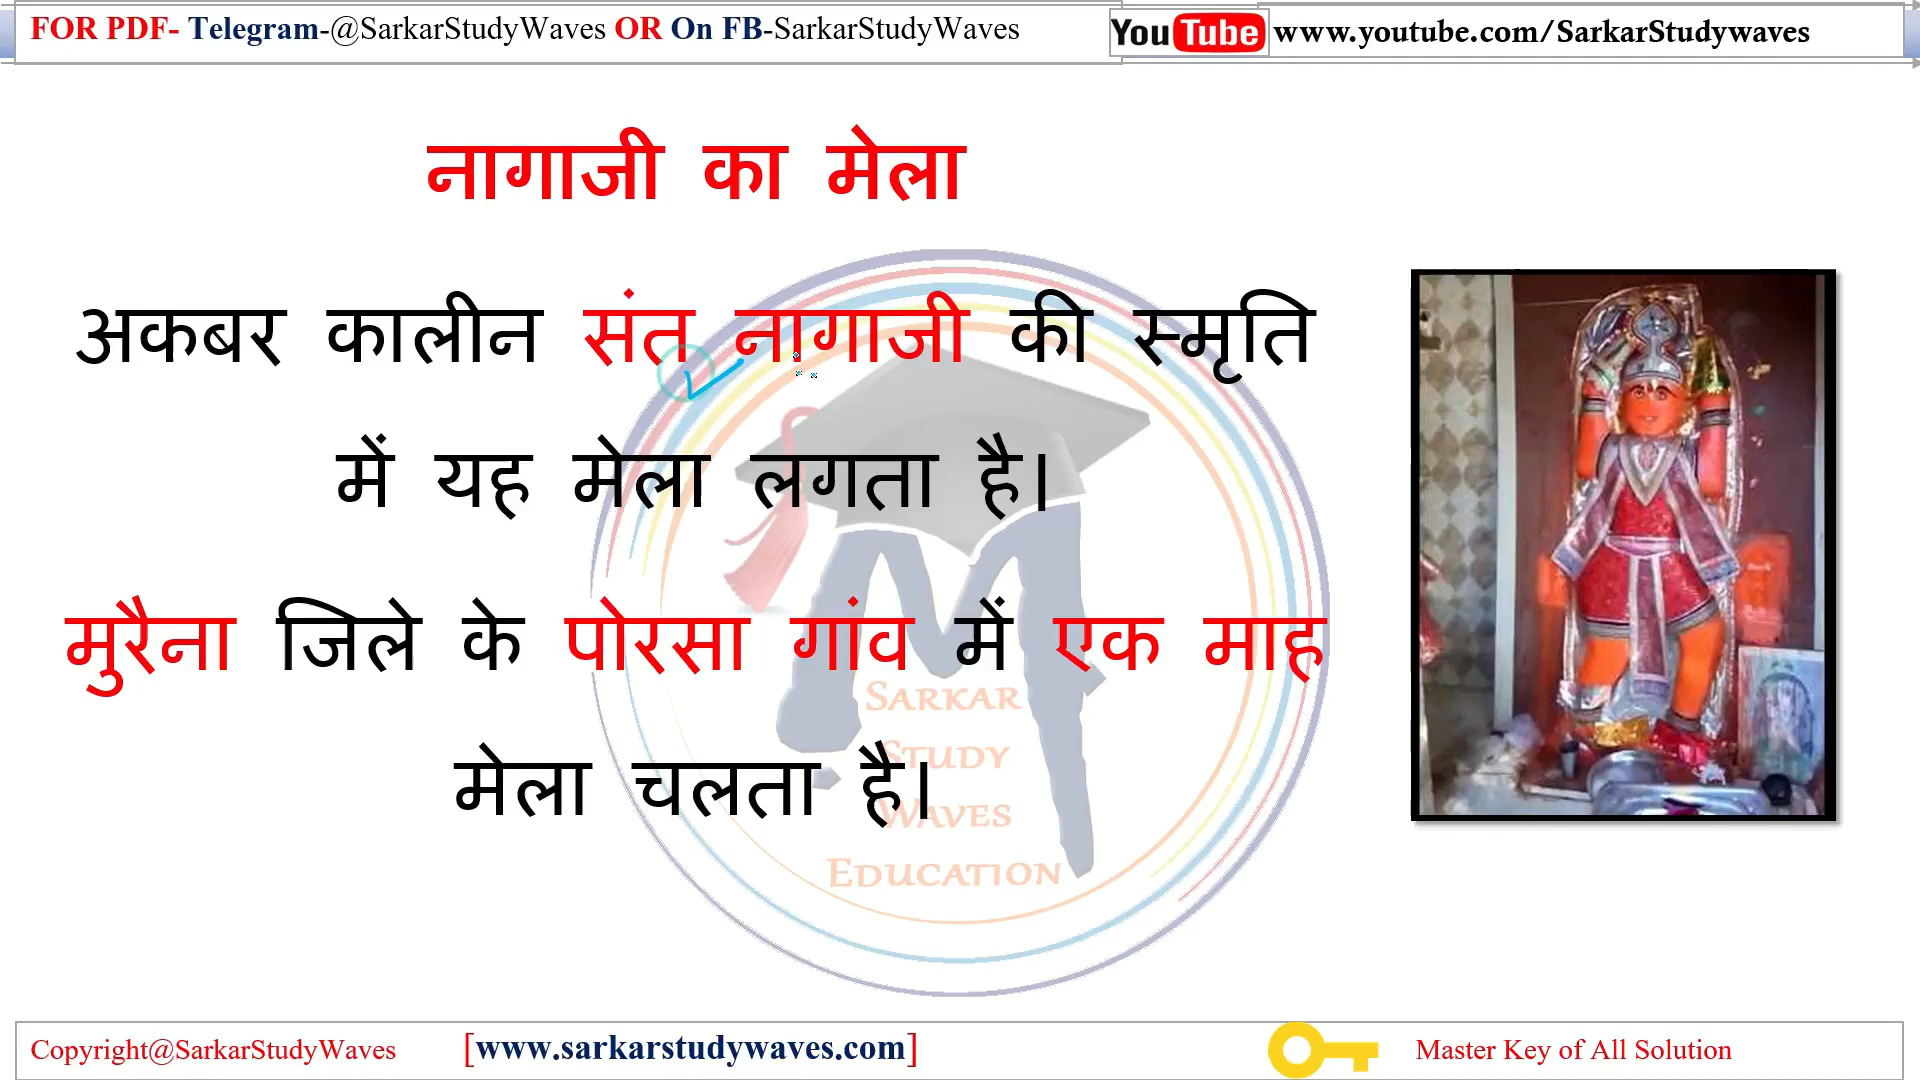 FOR PDF- Telegram-@SarkarStudyWaves OR On FB-SarkarStudyWaves
YouTube www.youtube.com/SarkarStudywaves
नागाजी का मेला
अकबर कालीन संत नागाजी की स्मृति
में यह मेला लगता है।
मुरैना जिले के पोरसा गांव में एक माह
मेला चलता है।
SARKAR
STUDY
WAVES
EDUCATION
Copyright@SarkarStudyWaves [www.sarkarstudywaves.com] Master Key of All Solution